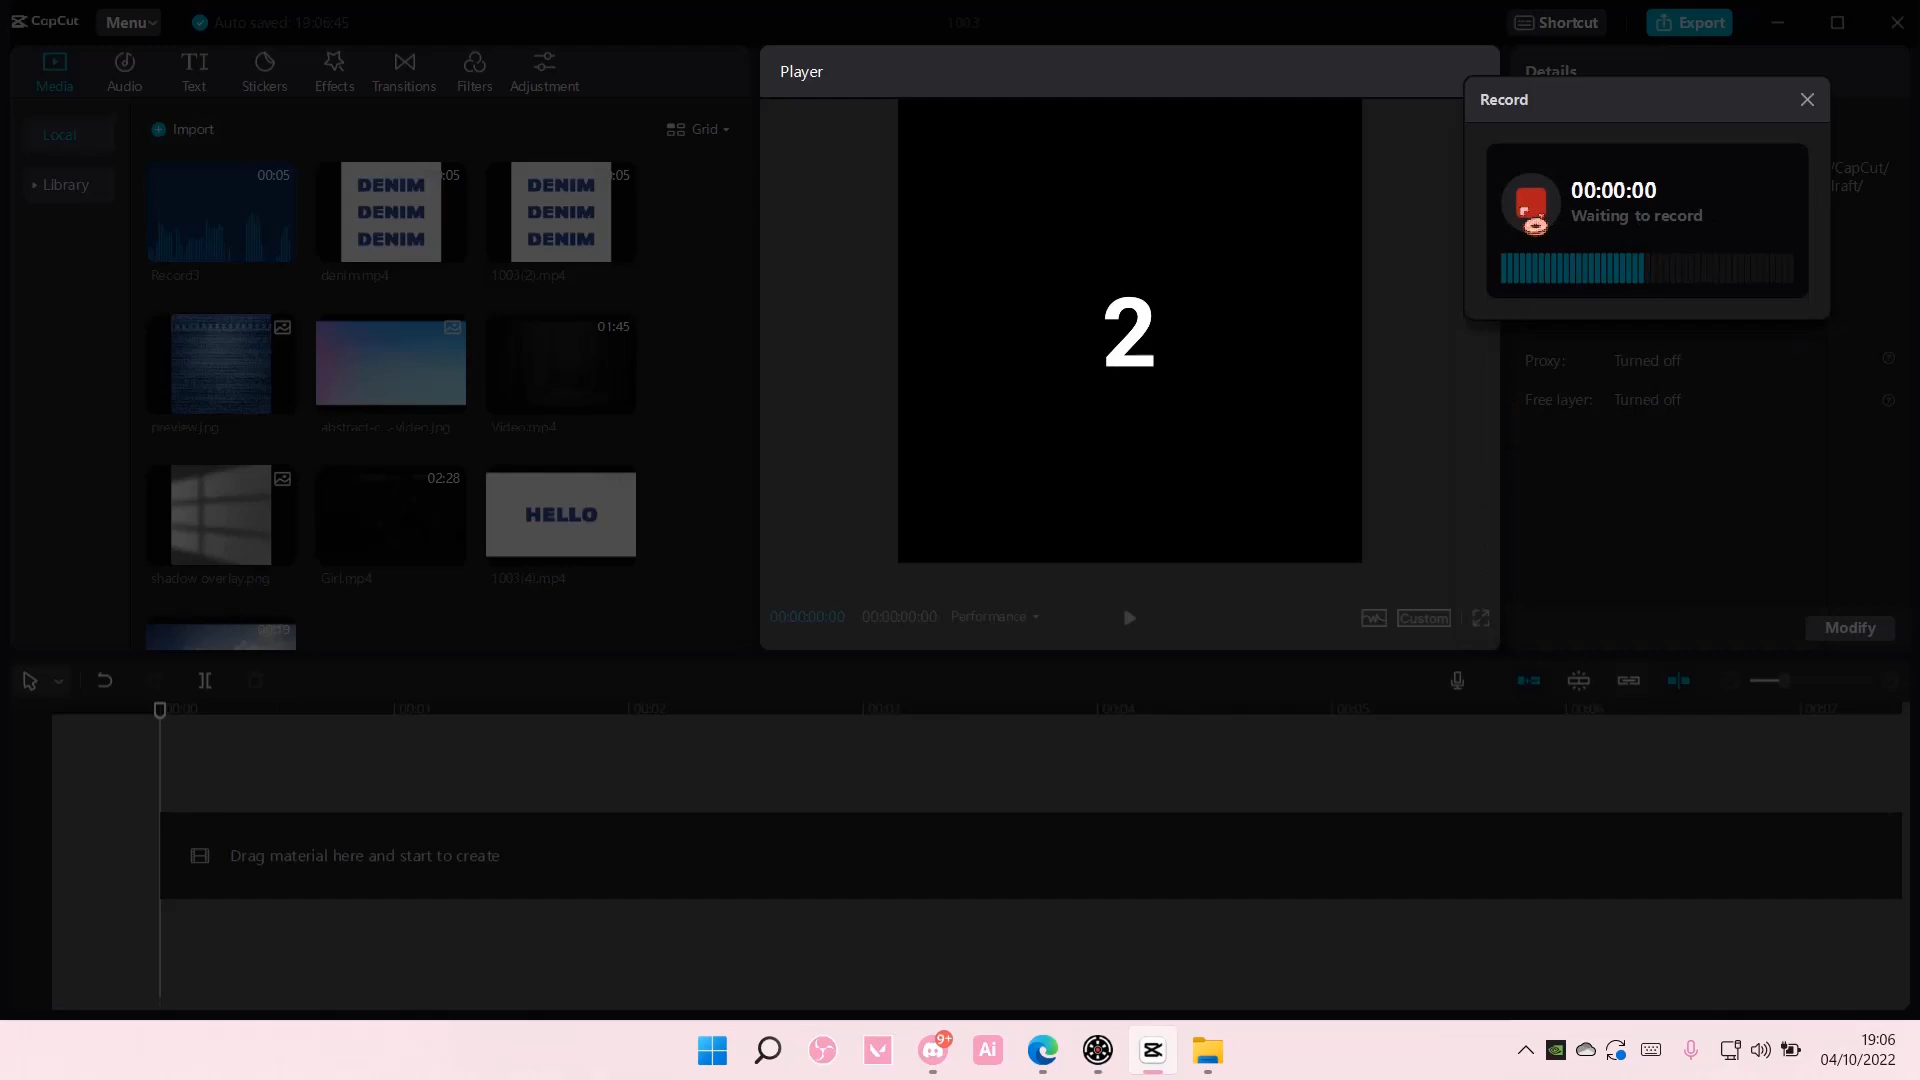 CapCut
Menu
Auto saved: 19:06:45
1003
Shortcut
Export
Media
Audio
Text
Stickers
Effects
Transitions
Filters
Adjustment
Local
Library
Import
Grid
00:05
DENIM
DENIM
DENIM
:05
DENIM
DENIM
DENIM
:05
Record3
denim.mp4
1003(2).mp4
01:45
preview.jpg
abstract-c...-video.jpg
Video.mp4
02:28
HELLO
shadow overlay.png
Girl.mp4
1003(4).mp4
Player
2
00:00:00:00
00:00:00:00
Performance
Custom
Details
Record
00:00:00
Waiting to record
/CapCut/
Proxy:
Turned off
Free layer:
Turned off
Modify
00:00
00:01
00:02
00:03
00:04
00:05
00:06
00:07
Drag material here and start to create
9+
Ai
19:06
04/10/2022